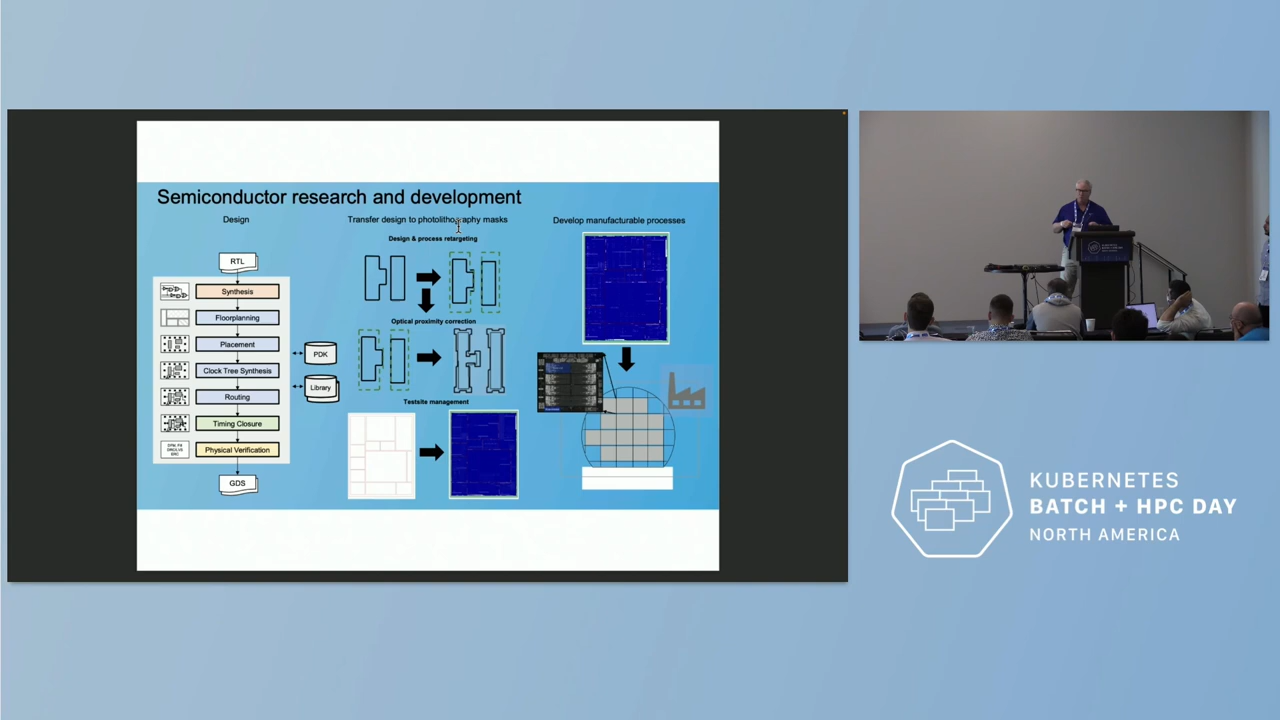 Semiconductor research and development
Design
RTL
Synthesis
Floorplanning
Placement
Clock Tree Synthesis
Routing
Timing Closure
Physical Verification
GDS
PDK
Library
Transfer design to photolithography masks
Design & process retargeting
Optical proximity correction
Testsite management
Develop manufacturable processes
KUBERNETES
BATCH + HPC DAY
NORTH AMERICA